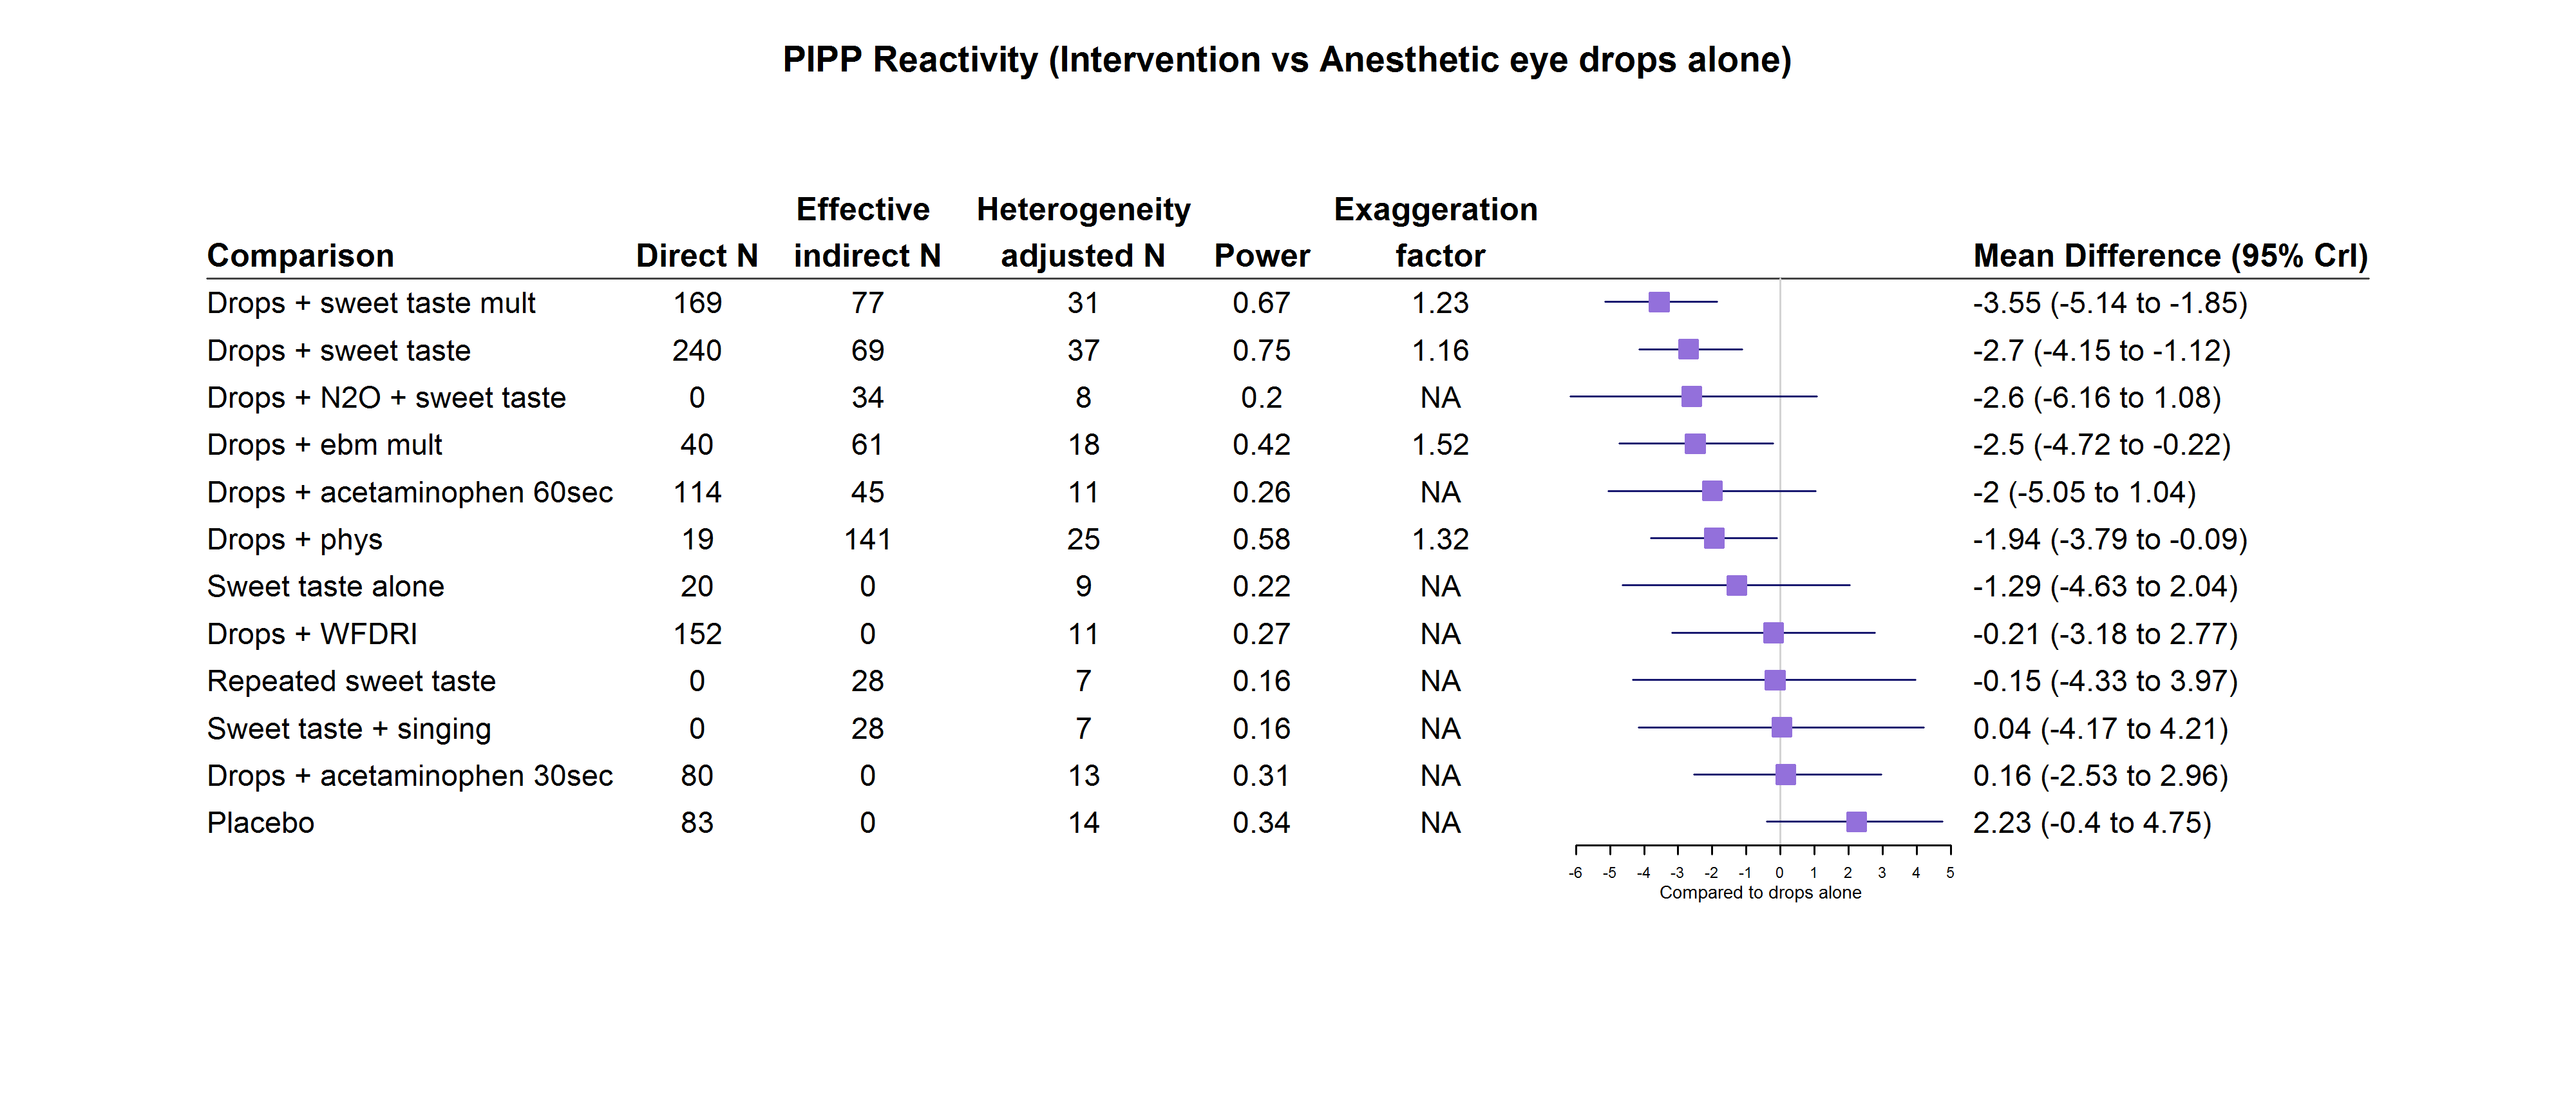 PIPP Reactivity (Intervention vs Anesthetic eye drops alone)
Effective Heterogeneity Exaggeration
Comparison Direct N indirect N adjusted N Power factor Mean Difference (95% CrI)
Drops + sweet taste mult 169 77 31 0.67 1.23 -3.55 (-5.14 to -1.85)
Drops + sweet taste 240 69 37 0.75 1.16 -2.7 (-4.15 to -1.12)
Drops + N2O + sweet taste 0 34 8 0.2 NA -2.6 (-6.16 to 1.08)
Drops + ebm mult 40 61 18 0.42 1.52 -2.5 (-4.72 to -0.22)
Drops + acetaminophen 60sec 114 45 11 0.26 NA -2 (-5.05 to 1.04)
Drops + phys 19 141 25 0.58 1.32 -1.94 (-3.79 to -0.09)
Sweet taste alone 20 0 9 0.22 NA -1.29 (-4.63 to 2.04)
Drops + WFDRI 152 0 11 0.27 NA -0.21 (-3.18 to 2.77)
Repeated sweet taste 0 28 7 0.16 NA -0.15 (-4.33 to 3.97)
Sweet taste + singing 0 28 7 0.16 NA 0.04 (-4.17 to 4.21)
Drops + acetaminophen 30sec 80 0 13 0.31 NA 0.16 (-2.53 to 2.96)
Placebo 83 0 14 0.34 NA 2.23 (-0.4 to 4.75)
-6 -5 -4 -3 -2 -1 0 1 2 3 4 5
Compared to drops alone